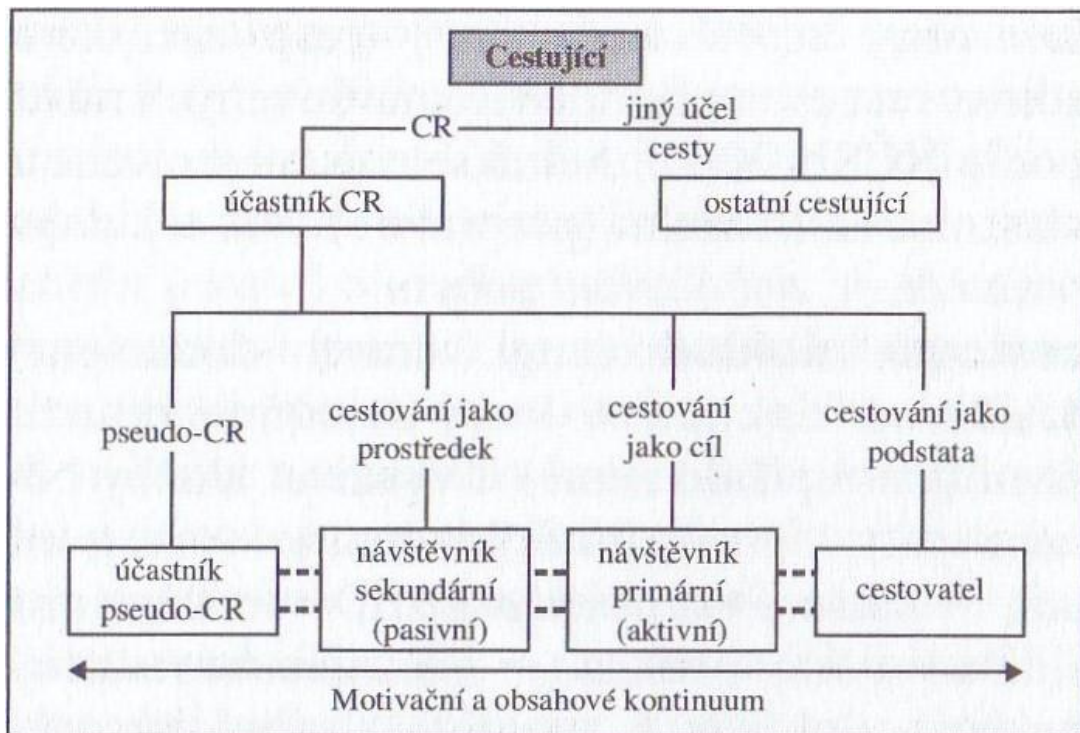 Cestující
CR
jiný účel
cesty
účastník CR
ostatní cestující
pseudo-CR
cestování jako
prostředek
cestování
jako cíl
cestování jako
podstata
účastník
pseudo-CR
návštěvník
sekundární
(pasivní)
návštěvník
primární
(aktivní)
cestovatel
Motivační a obsahové kontinuum